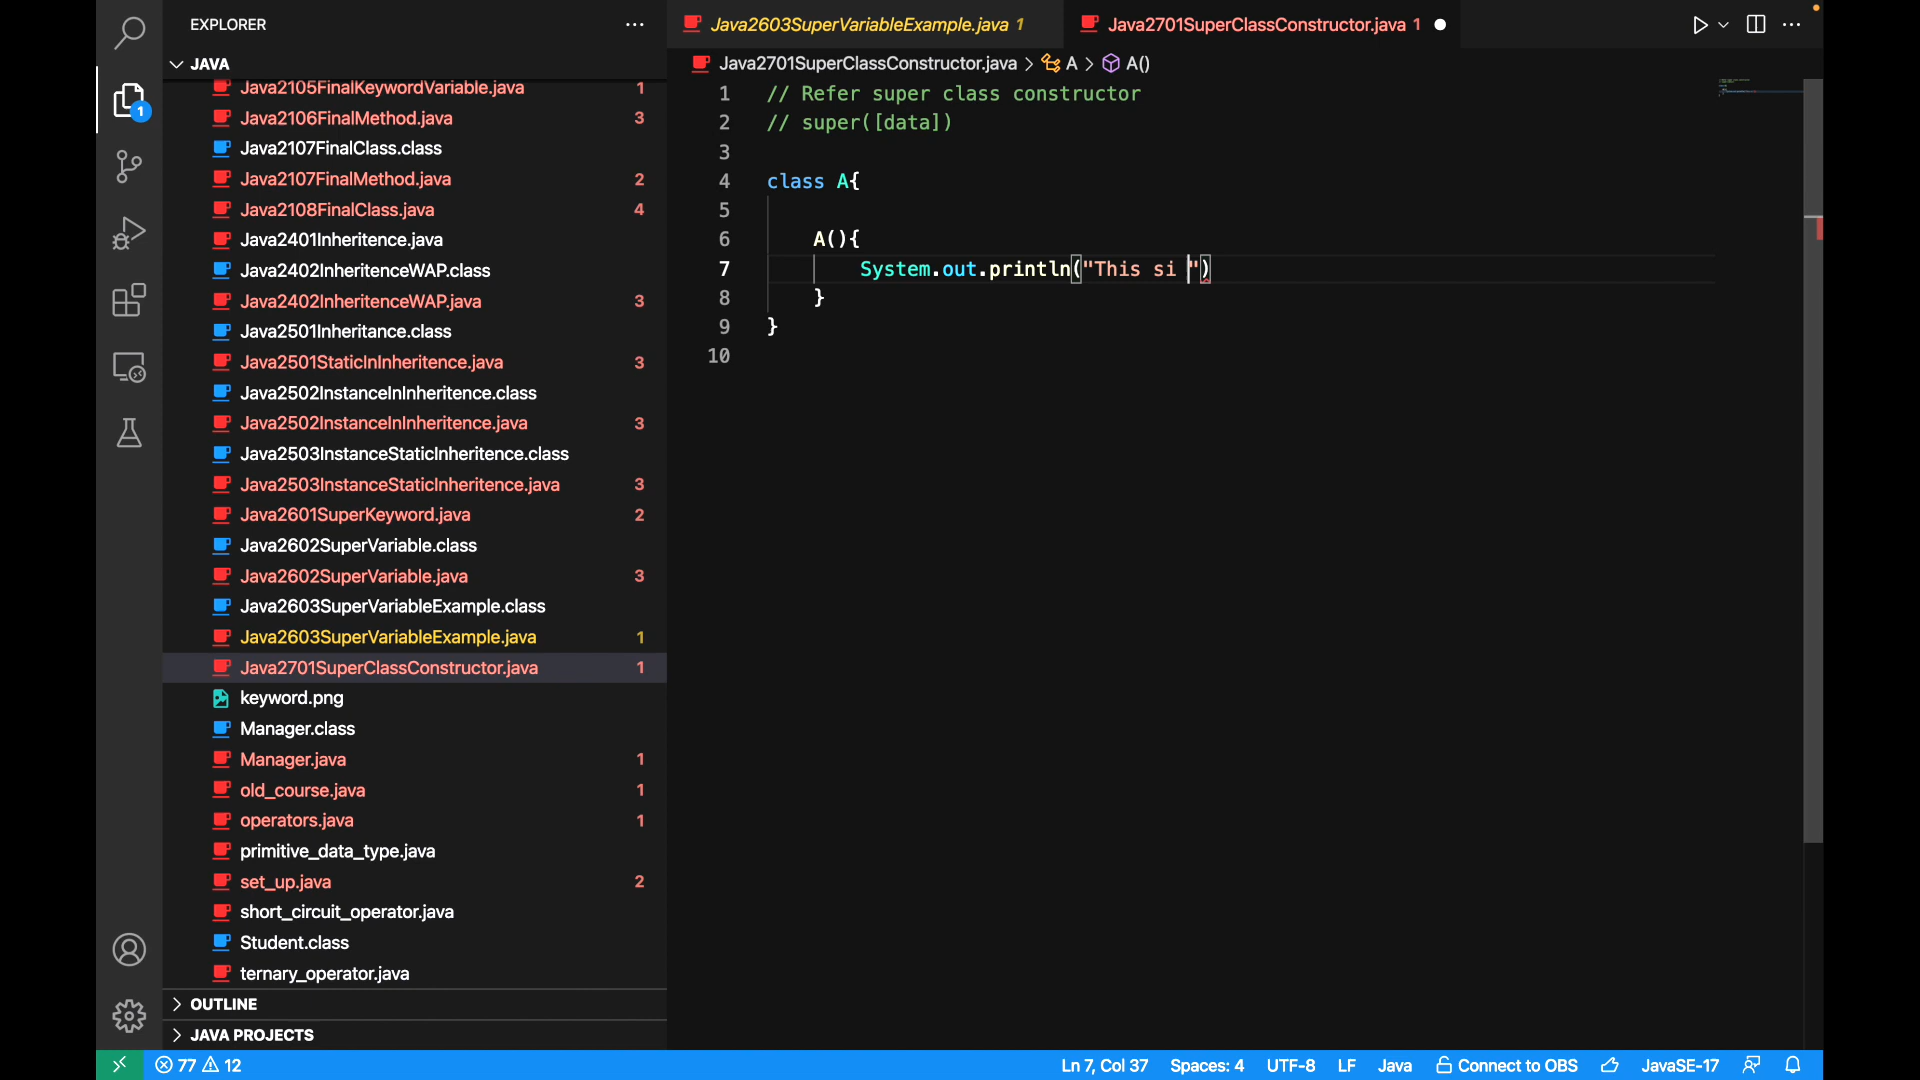 EXPLORER
JAVA
Java2105FinalKeywordVariable.java 1
Java2106FinalMethod.java 3
Java2107FinalClass.class
Java2107FinalMethod.java 2
Java2108FinalClass.java 4
Java2401Inheritence.java
Java2402InheritenceWAP.class
Java2402InheritenceWAP.java 3
Java2501Inheritance.class
Java2501StaticInInheritence.java 3
Java2502InstanceInInheritence.class
Java2502InstanceInInheritence.java 3
Java2503InstanceStaticInheritence.class
Java2503InstanceStaticInheritence.java 3
Java2601SuperKeyword.java 2
Java2602SuperVariable.class
Java2602SuperVariable.java 3
Java2603SuperVariableExample.class
Java2603SuperVariableExample.java 1
Java2701SuperClassConstructor.java 1
keyword.png
Manager.class
Manager.java 1
old_course.java 1
operators.java 1
primitive_data_type.java
set_up.java 2
short_circuit_operator.java
Student.class
ternary_operator.java
OUTLINE
JAVA PROJECTS
1
Java2603SuperVariableExample.java 1
Java2701SuperClassConstructor.java 1
Java2701SuperClassConstructor.java > A > A()
1 // Refer super class constructor
2 // super([data])
3
4 class A{
5
6 A(){
7 System.out.println("This si ")
8 }
9 }
10
77 12
Ln 7, Col 37 Spaces: 4 UTF-8 LF Java Connect to OBS JavaSE-17